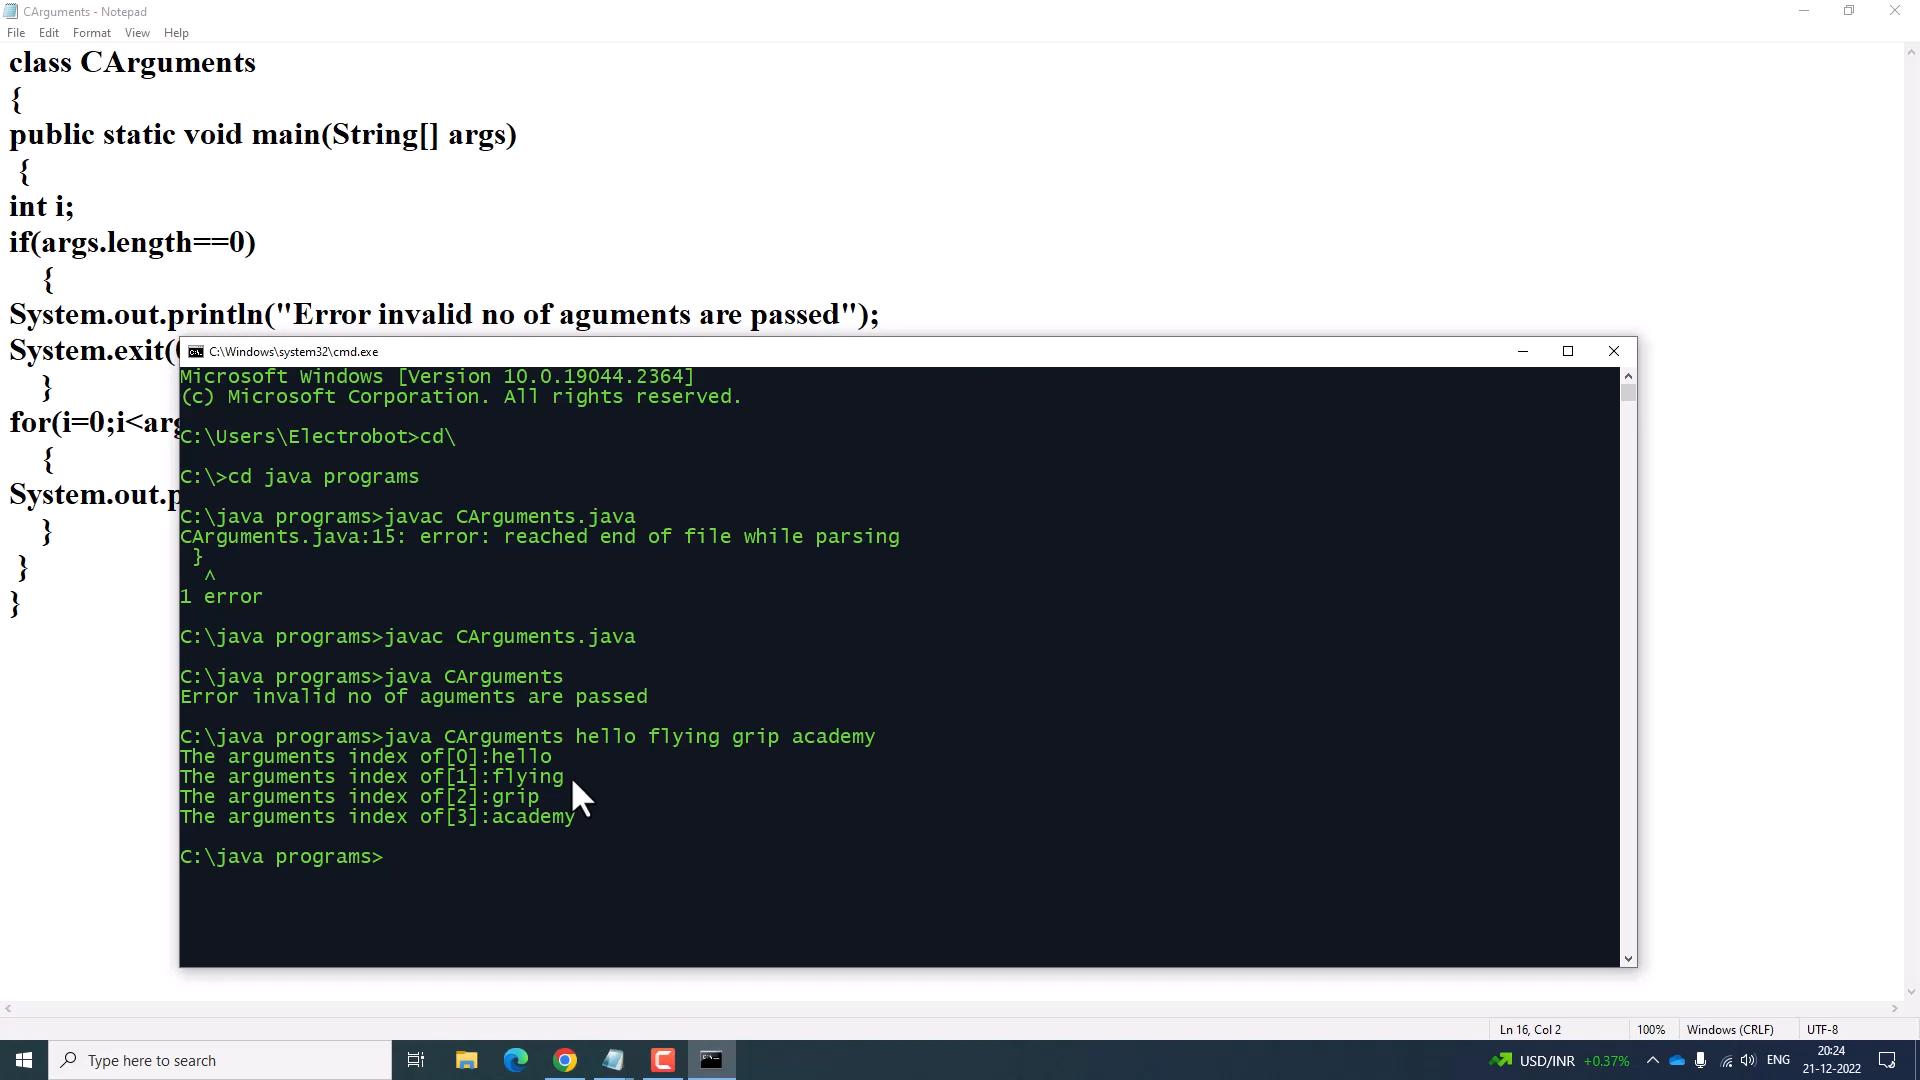 CArguments - Notepad
File Edit Format View Help
class CArguments
{
public static void main(String[] args)
{
int i;
if(args.length==0)
{
System.out.println("Error invalid no of aguments are passed");
System.exit(
}
for(i=0;i<arg
{
System.out.p
}
}
}
C:\Windows\system32\cmd.exe
Microsoft Windows [Version 10.0.19044.2364]
(c) Microsoft Corporation. All rights reserved.
C:\Users\Electrobot>cd\
C:\>cd java programs
C:\java programs>javac CArguments.java
CArguments.java:15: error: reached end of file while parsing
}
^
1 error
C:\java programs>javac CArguments.java
C:\java programs>java CArguments
Error invalid no of aguments are passed
C:\java programs>java CArguments hello flying grip academy
The arguments index of[0]:hello
The arguments index of[1]:flying
The arguments index of[2]:grip
The arguments index of[3]:academy
C:\java programs>
Ln 16, Col 2 100% Windows (CRLF) UTF-8
Type here to search
USD/INR +0.37%
ENG
20:24
21-12-2022